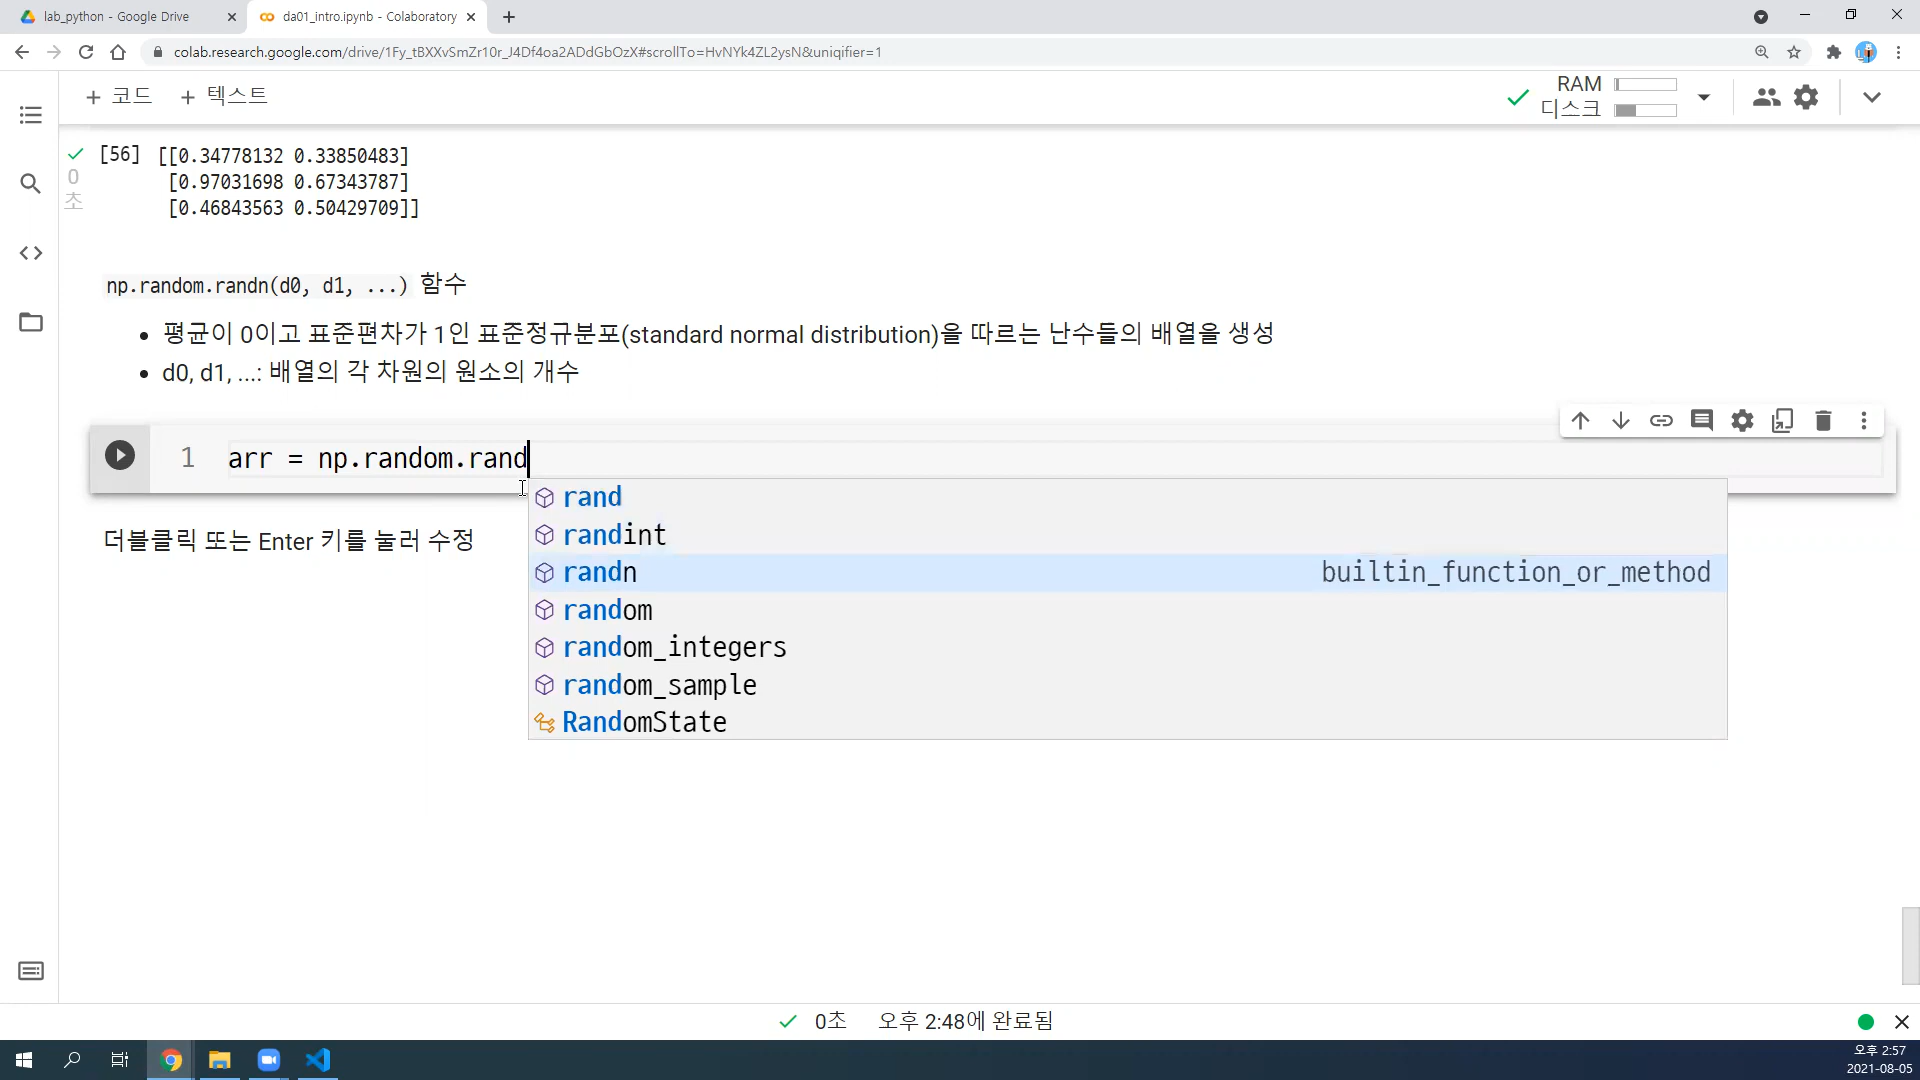 lab_python - Google Drive
da01_intro.ipynb - Colaboratory
colab.research.google.com/drive/1Fy_tBXXvSmZr10r_J4Df4oa2ADdGbOzX#scrollTo=HvNYk4ZL2ysN&uniqifier=1
+ 코드 + 텍스트
RAM
디스크
[56] [[0.34778132 0.33850483]
0 [0.97031698 0.67343787]
초 [0.46843563 0.50429709]]
np.random.randn(d0, d1, ...) 함수
• 평균이 0이고 표준편차가 1인 표준정규분포(standard normal distribution)을 따르는 난수들의 배열을 생성
• d0, d1, ...: 배열의 각 차원의 원소의 개수
1 arr = np.random.rand
rand
randint
randn builtin_function_or_method
random
random_integers
random_sample
RandomState
더블클릭 또는 Enter 키를 눌러 수정
0초 오후 2:48에 완료됨
오후 2:57
2021-08-05